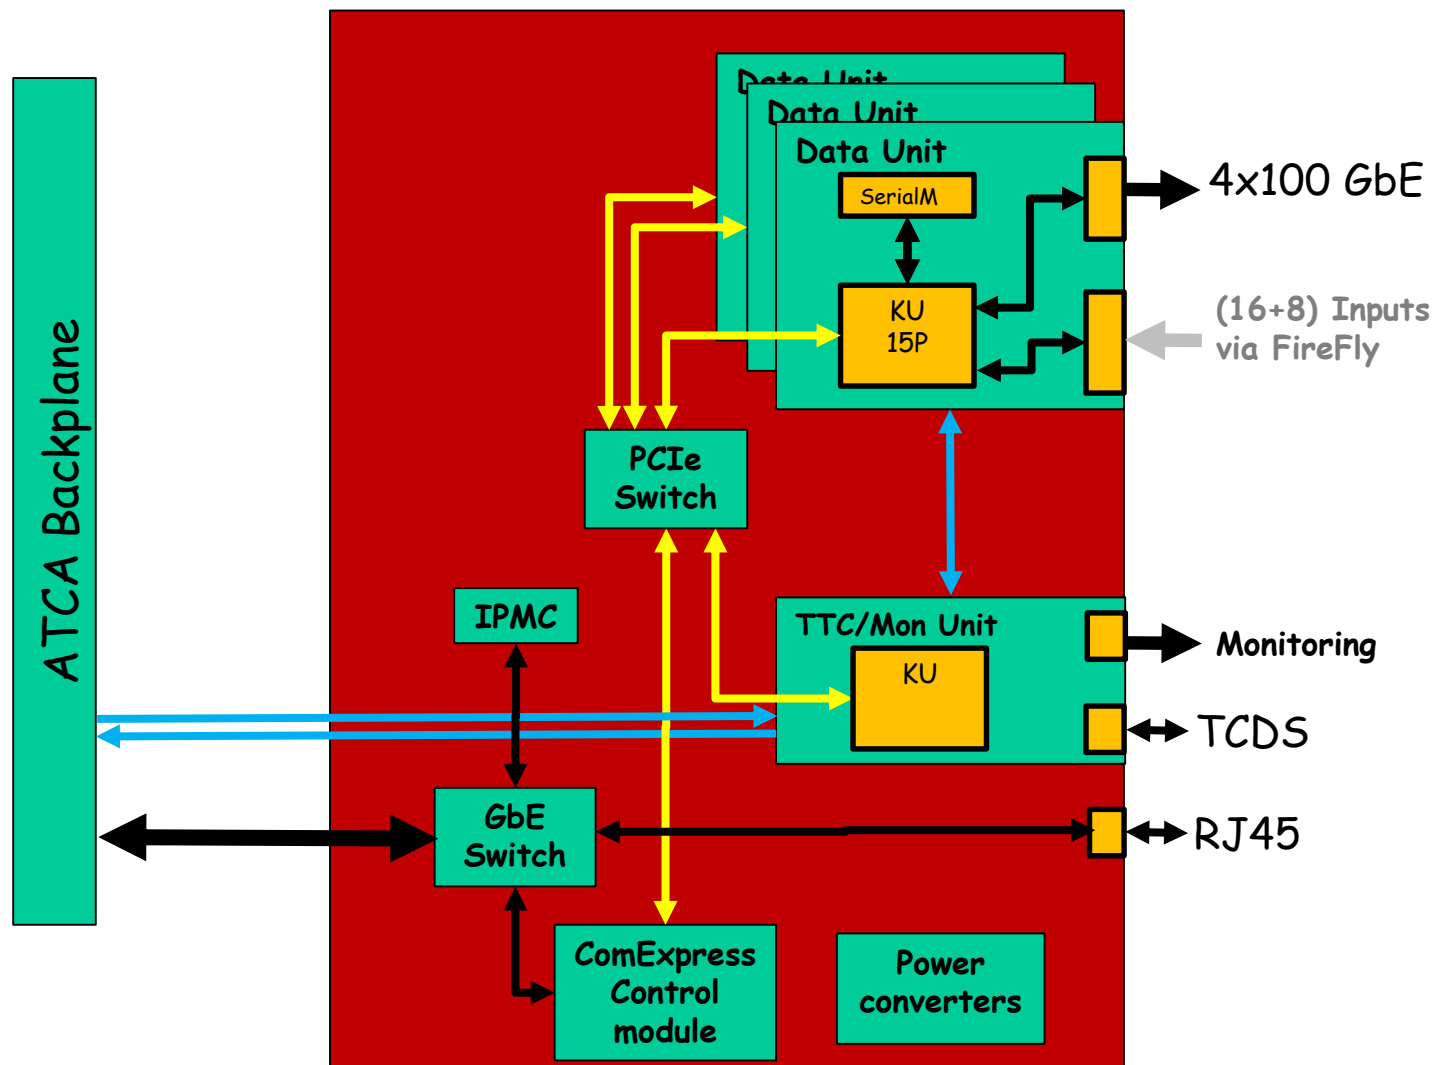 Data Unit
Data Unit
Data Unit
SerialM
KU
15P
4x100 GbE
(16+8) Inputs
via FireFly
ATCA Backplane
PCIe
Switch
IPMC
TTC/Mon Unit
KU
Monitoring
TCDS
GbE
Switch
RJ45
ComExpress
Control
module
Power
converters